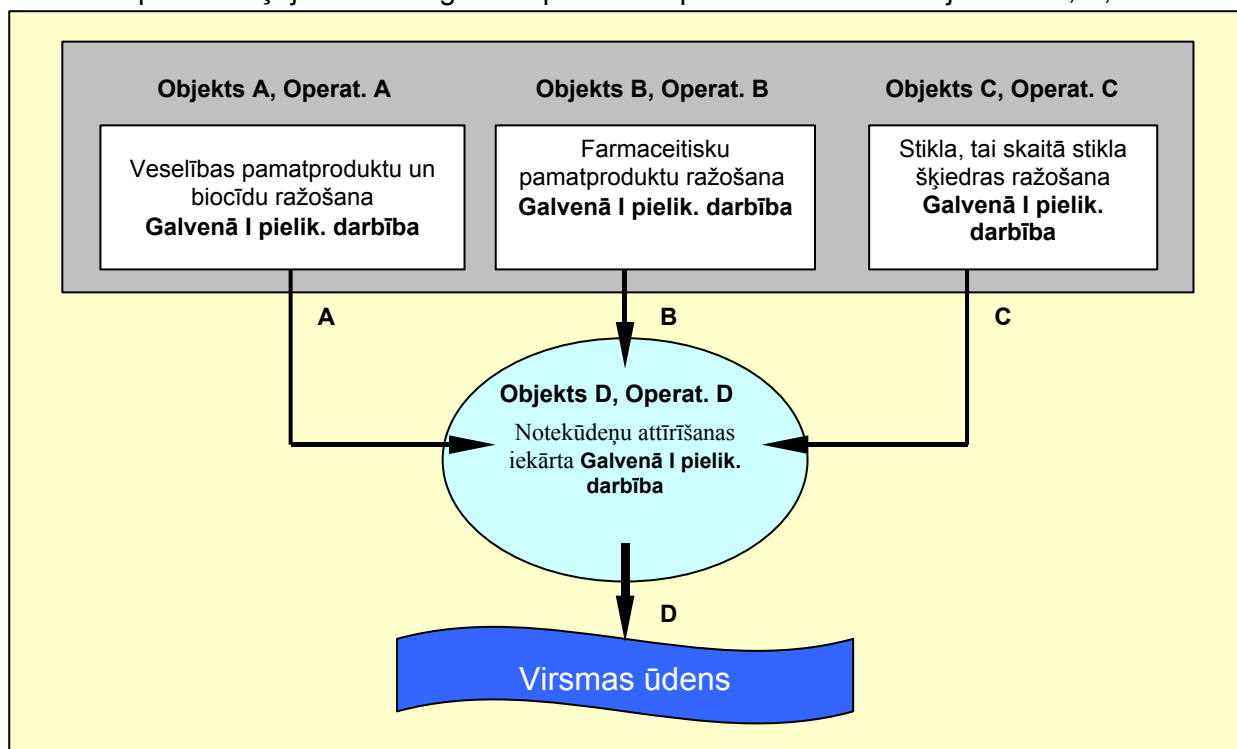 Objekts A, Operat. A
Veselības pamatproduktu un
biocīdu ražošana
Galvenā I pielik. darbība
Objekts B, Operat. B
Farmaceitisku
pamatproduktu ražošana
Galvenā I pielik. darbība
Objekts C, Operat. C
Stikla, tai skaitā stikla
šķiedras ražošana
Galvenā I pielik.
darbība
A
B
C
Objekts D, Operat. D
Notekūdeņu attīrīšanas
iekārta Galvenā I pielik.
darbība
D
Virsmas ūdens